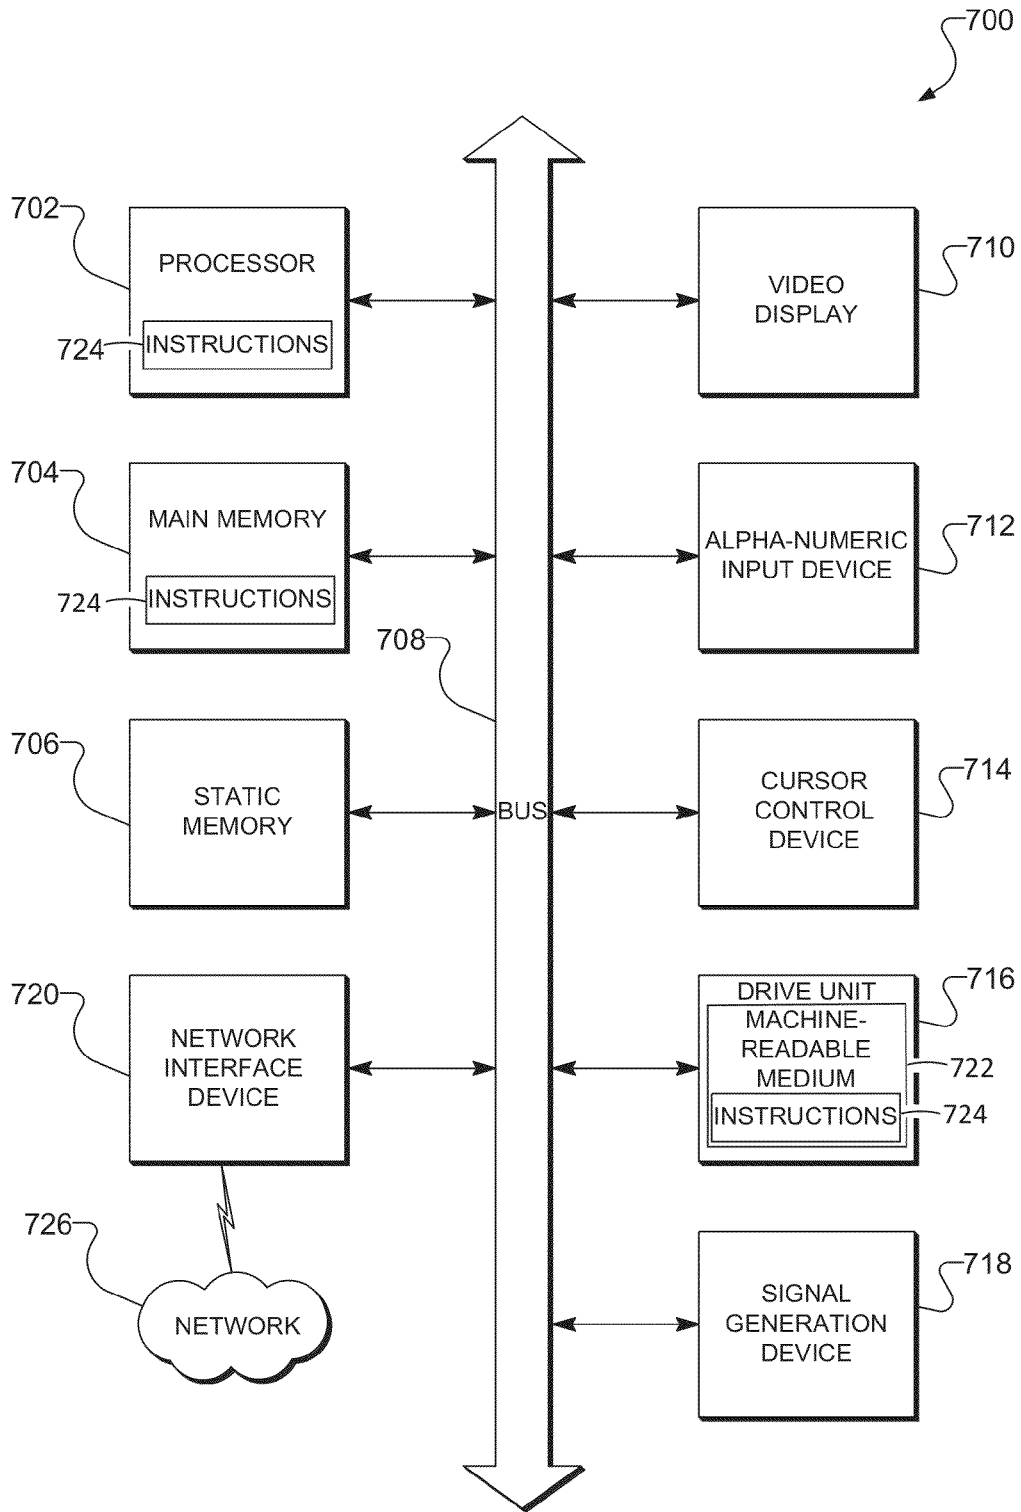 700
702
PROCESSOR
724
INSTRUCTIONS
710
VIDEO
DISPLAY
704
MAIN MEMORY
724
INSTRUCTIONS
712
ALPHA-NUMERIC
INPUT DEVICE
708
706
STATIC
MEMORY
BUS
714
CURSOR
CONTROL
DEVICE
720
NETWORK
INTERFACE
DEVICE
716
DRIVE UNIT
MACHINE-
READABLE
MEDIUM
722
INSTRUCTIONS
724
726
NETWORK
718
SIGNAL
GENERATION
DEVICE